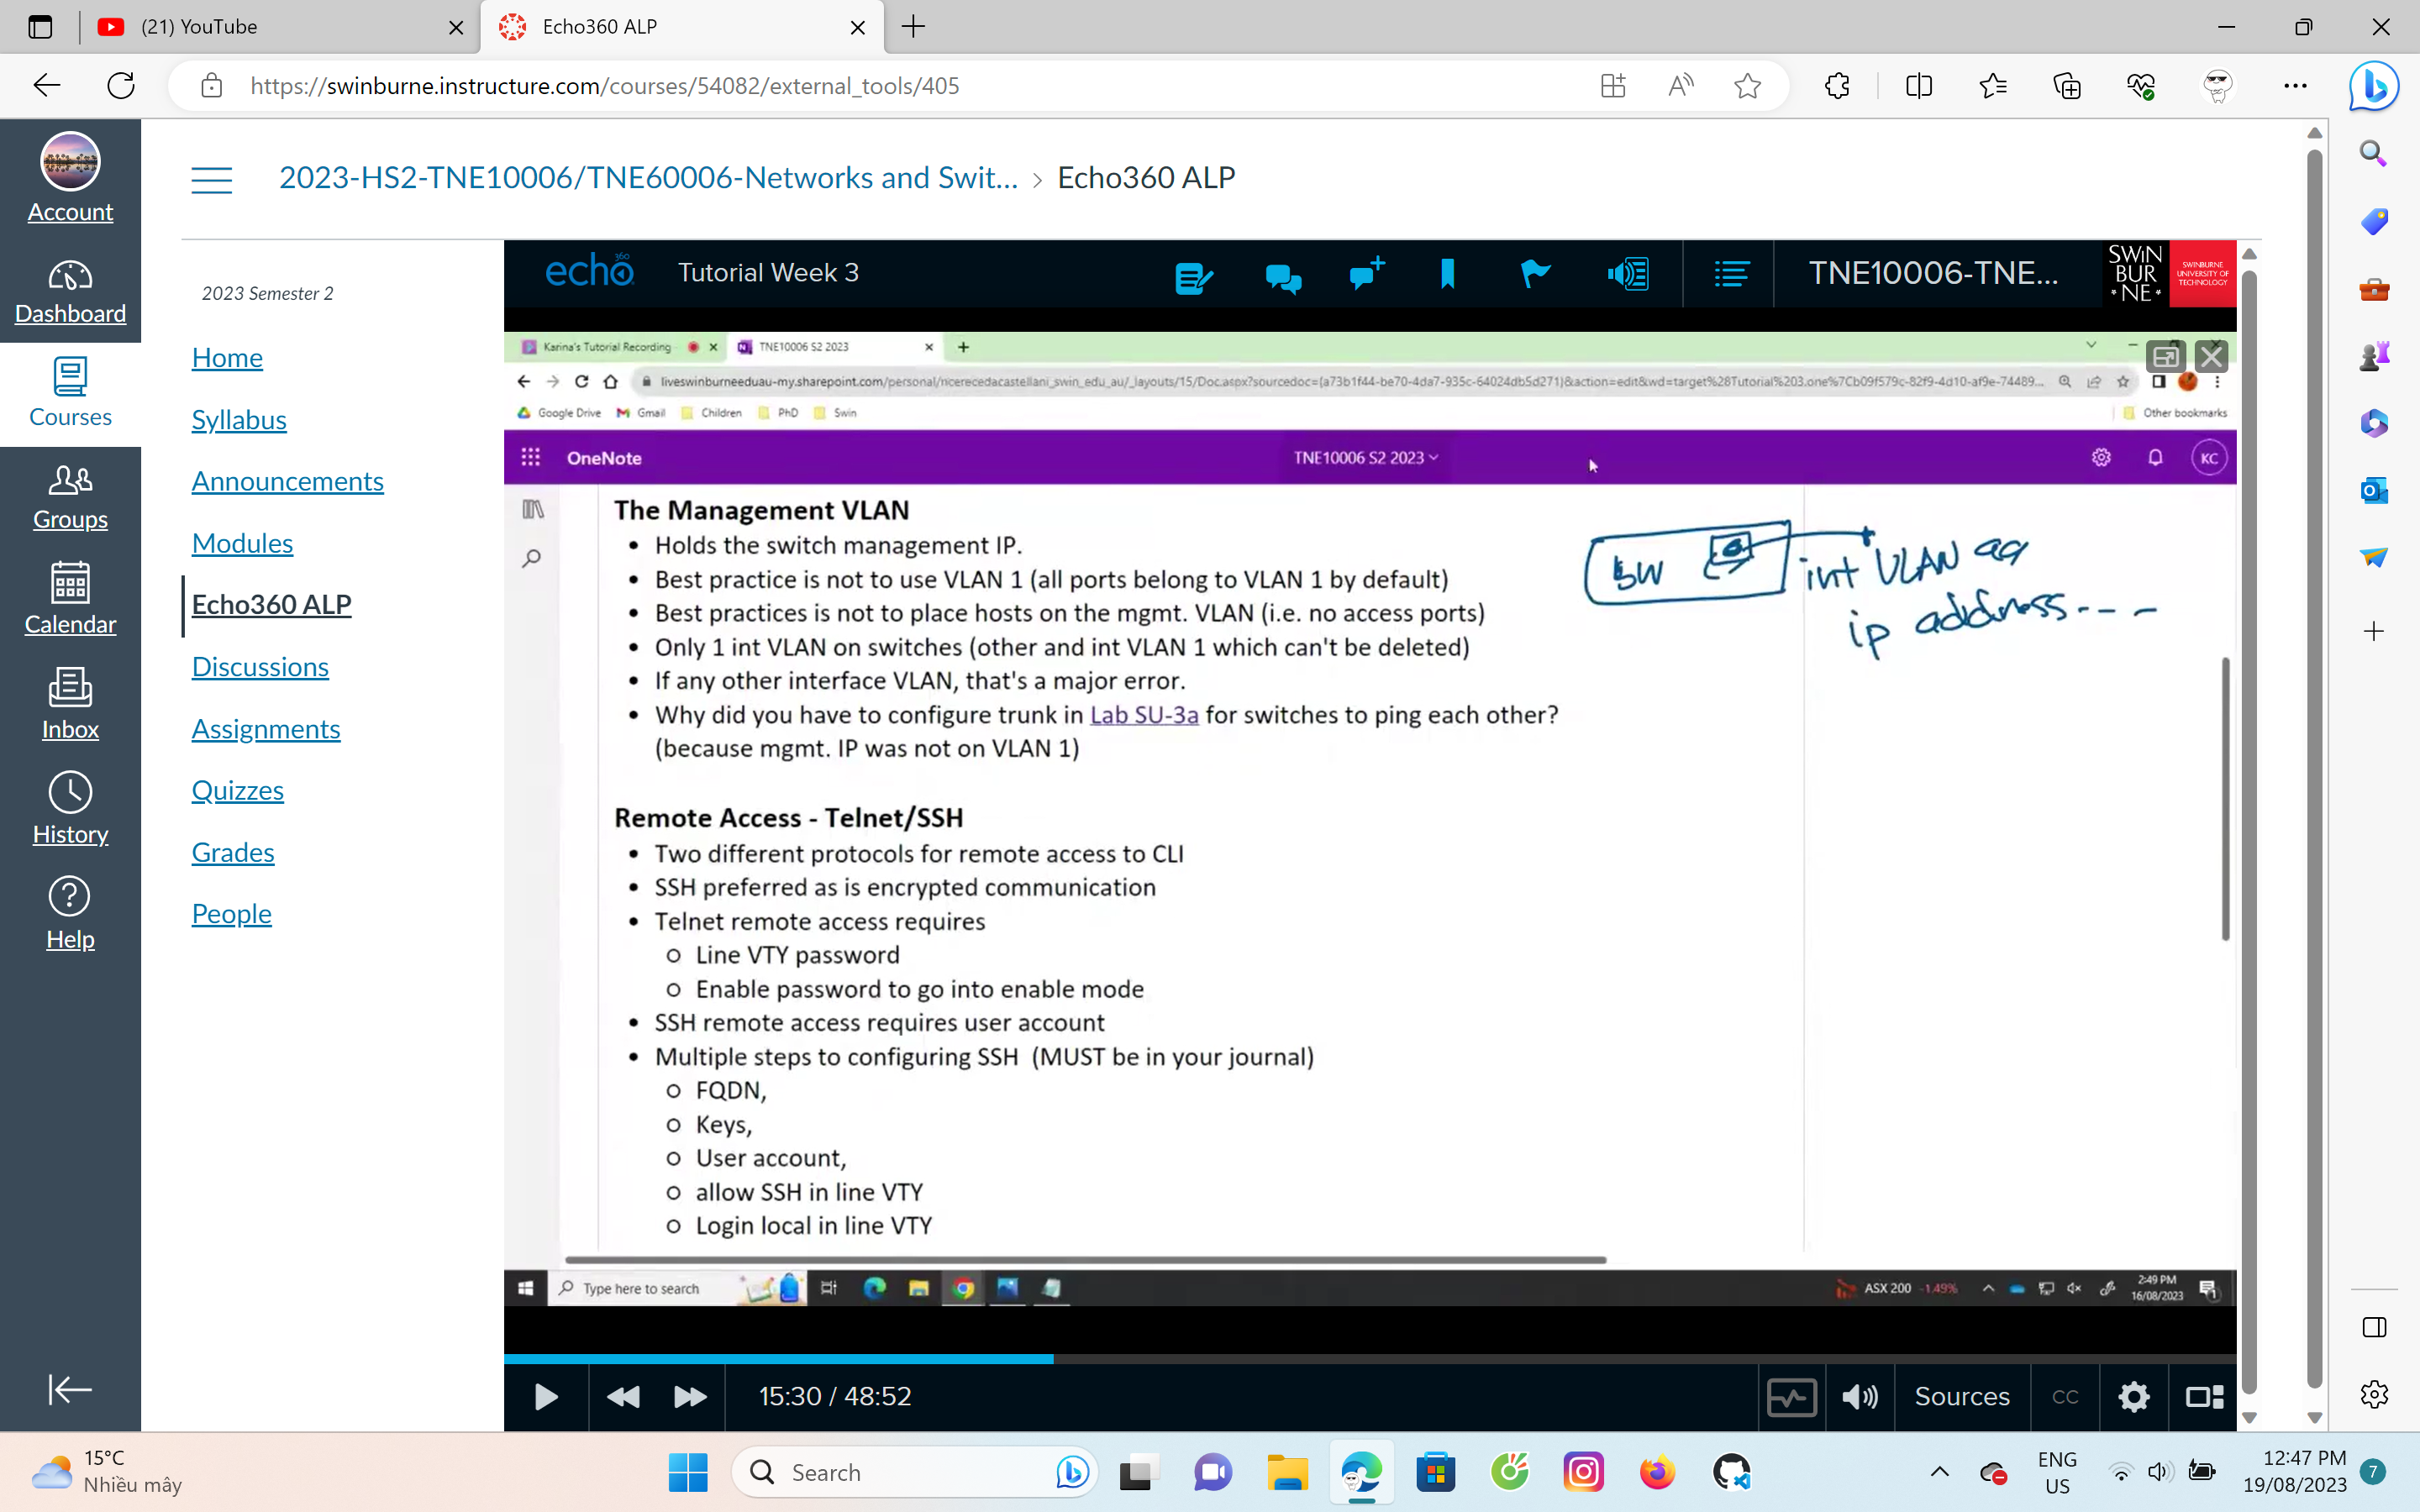 (21) YouTube
Echo360 ALP
https://swinburne.instructure.com/courses/54082/external_tools/405
Account
Dashboard
Courses
Groups
Calendar
Inbox
History
Help
2023-HS2-TNE10006/TNE60006-Networks and Swit... > Echo360 ALP
2023 Semester 2
Home
Syllabus
Announcements
Modules
Echo360 ALP
Discussions
Assignments
Quizzes
Grades
People
echo 360
Tutorial Week 3
TNE10006-TNE...
SWIN
BUR
*NE*
SWINBURNE
UNIVERSITY OF
TECHNOLOGY
Karina's Tutorial Recording
TNE10006 S2 2023
liveswinburneeduau-my.sharepoint.com/personal/ncerecedacastellani_swin_edu_au/_layouts/15/Doc.aspx?sourcedoc={a73b1f44-be70-4da7-935c-64024db5d271}&action=edit&wd=target%28Tutorial%203.one%7Cb09f579c-82f9-4d10-af9e-74489...
Google Drive
Gmail
Children
PhD
Swin
Other bookmarks
OneNote
TNE10006 S2 2023
KC
The Management VLAN
• Holds the switch management IP.
• Best practice is not to use VLAN 1 (all ports belong to VLAN 1 by default)
• Best practices is not to place hosts on the mgmt. VLAN (i.e. no access ports)
• Only 1 int VLAN on switches (other and int VLAN 1 which can't be deleted)
• If any other interface VLAN, that's a major error.
• Why did you have to configure trunk in Lab SU-3a for switches to ping each other?
(because mgmt. IP was not on VLAN 1)
SW
int VLAN 99
ip address---
Remote Access - Telnet/SSH
• Two different protocols for remote access to CLI
• SSH preferred as is encrypted communication
• Telnet remote access requires
o Line VTY password
o Enable password to go into enable mode
• SSH remote access requires user account
• Multiple steps to configuring SSH (MUST be in your journal)
o FQDN,
o Keys,
o User account,
o allow SSH in line VTY
o Login local in line VTY
Type here to search
ASX 200 -1.49%
2:49 PM
16/08/2023
1
15:30 / 48:52
Sources
CC
15°C
Nhiều mây
Search
ENG
US
12:47 PM
19/08/2023
7